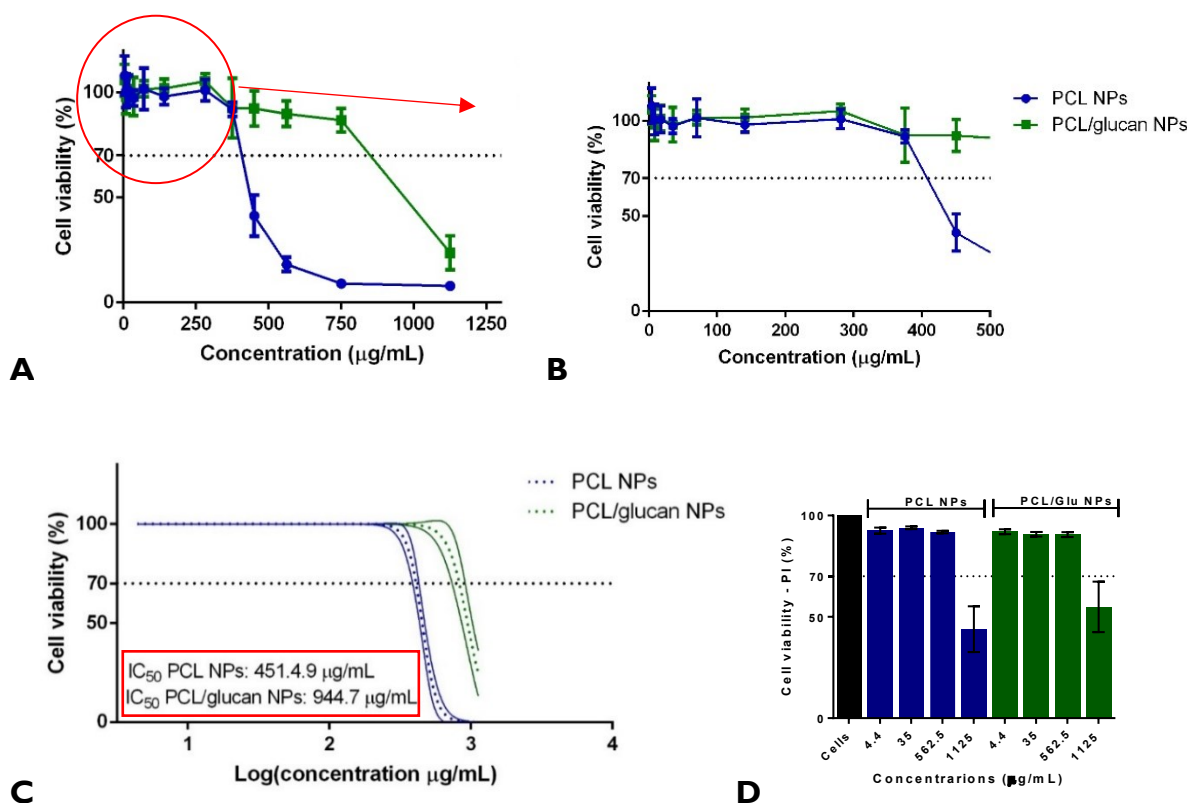 100
70
50
0
Cell viability (%)
0 250 500 750 1000 1250
Concentration (μg/mL)
A
100
70
50
0
Cell viability (%)
0 100 200 300 400 500
Concentration (μg/mL)
B
PCL NPs
PCL/glucan NPs
100
70
50
0
Cell viability (%)
IC50 PCL NPs: 451.4.9 μg/mL
IC50 PCL/glucan NPs: 944.7 μg/mL
1 2 3 4
Log(concentration μg/mL)
PCL NPs
PCL/glucan NPs
C
PCL NPs PCL/Glu NPs
100
70
50
0
Cell viability - PI (%)
Cells 4.4 35 562.5 1125 4.4 35 562.5 1125
Concentrarions (μg/mL)
D